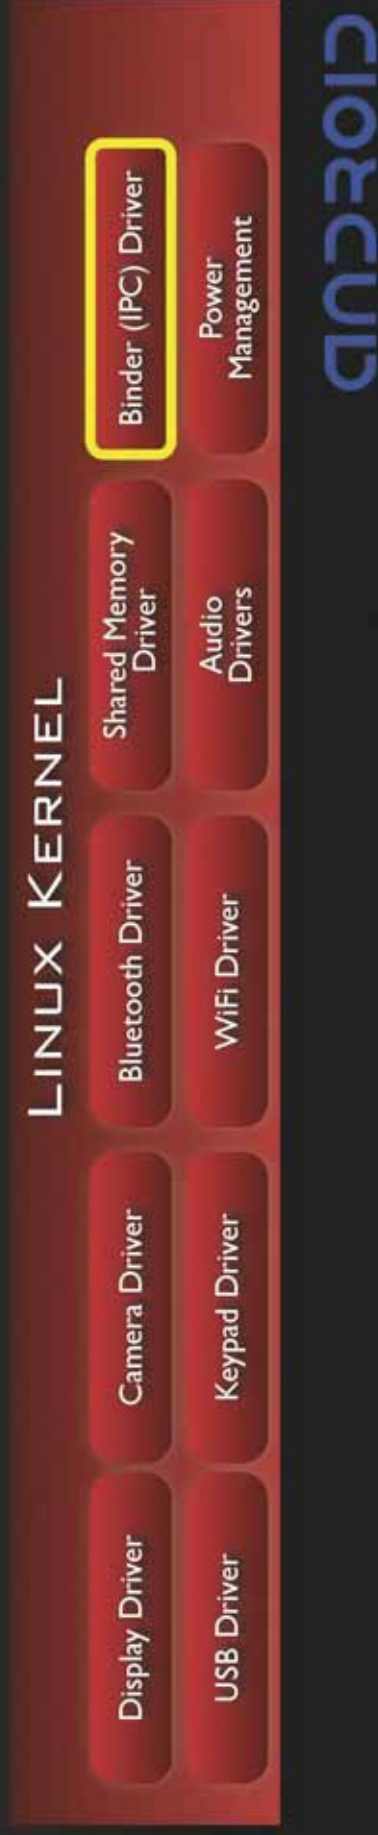 LINUX KERNEL
Display Driver
Camera Driver
Bluetooth Driver
Shared Memory
Driver
Binder (IPC) Driver
USB Driver
Keypad Driver
WiFi Driver
Audio
Drivers
Power
Management
android